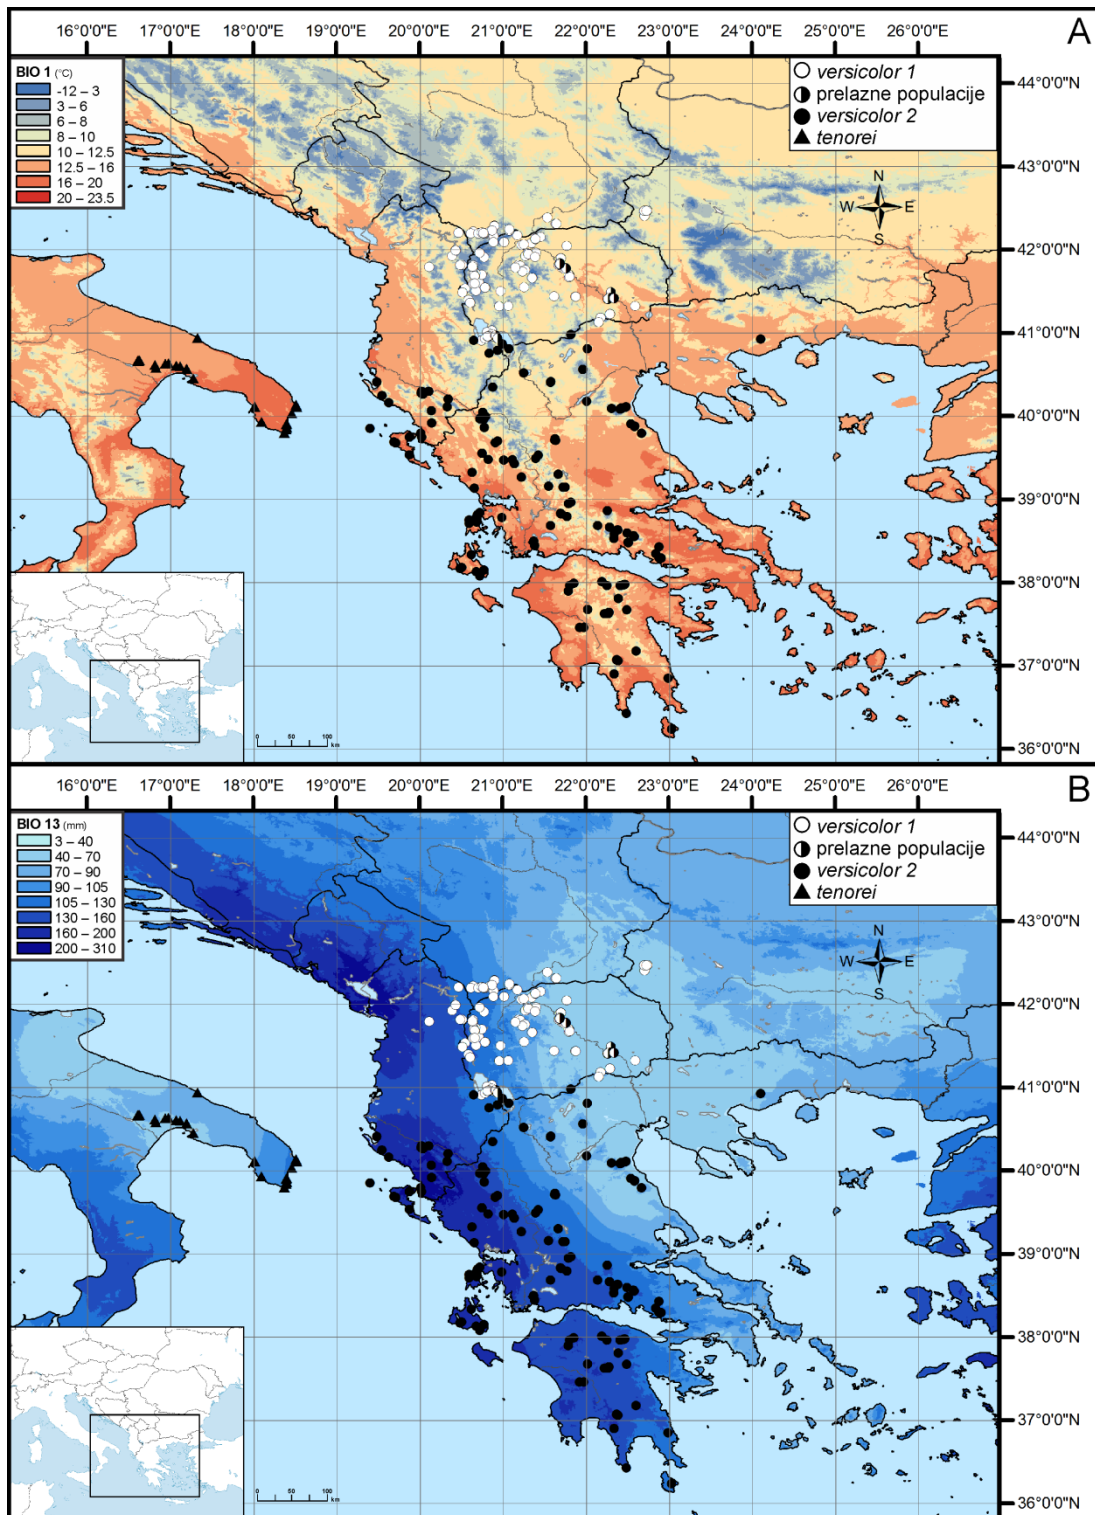 A
16°0'0"E 17°0'0"E 18°0'0"E 19°0'0"E 20°0'0"E 21°0'0"E 22°0'0"E 23°0'0"E 24°0'0"E 25°0'0"E 26°0'0"E
BIO 1 (°C)
-12 – 3
3 – 6
6 – 8
8 – 10
10 – 12.5
12.5 – 16
16 – 20
20 – 23.5
versicolor 1
prelazne populacije
versicolor 2
tenorei
N
W E
S
44°0'0"N
43°0'0"N
42°0'0"N
41°0'0"N
40°0'0"N
39°0'0"N
38°0'0"N
37°0'0"N
36°0'0"N
0 50 100
km
B
16°0'0"E 17°0'0"E 18°0'0"E 19°0'0"E 20°0'0"E 21°0'0"E 22°0'0"E 23°0'0"E 24°0'0"E 25°0'0"E 26°0'0"E
BIO 13 (mm)
3 – 40
40 – 70
70 – 90
90 – 105
105 – 130
130 – 160
160 – 200
200 – 310
versicolor 1
prelazne populacije
versicolor 2
tenorei
N
W E
S
44°0'0"N
43°0'0"N
42°0'0"N
41°0'0"N
40°0'0"N
39°0'0"N
38°0'0"N
37°0'0"N
36°0'0"N
0 50 100
km